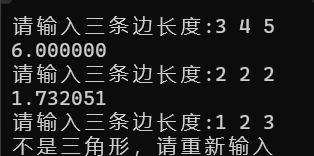 请输入三条边长度:3 4 5
6.000000
请输入三条边长度:2 2 2
1.732051
请输入三条边长度:1 2 3
不是三角形，请重新输入